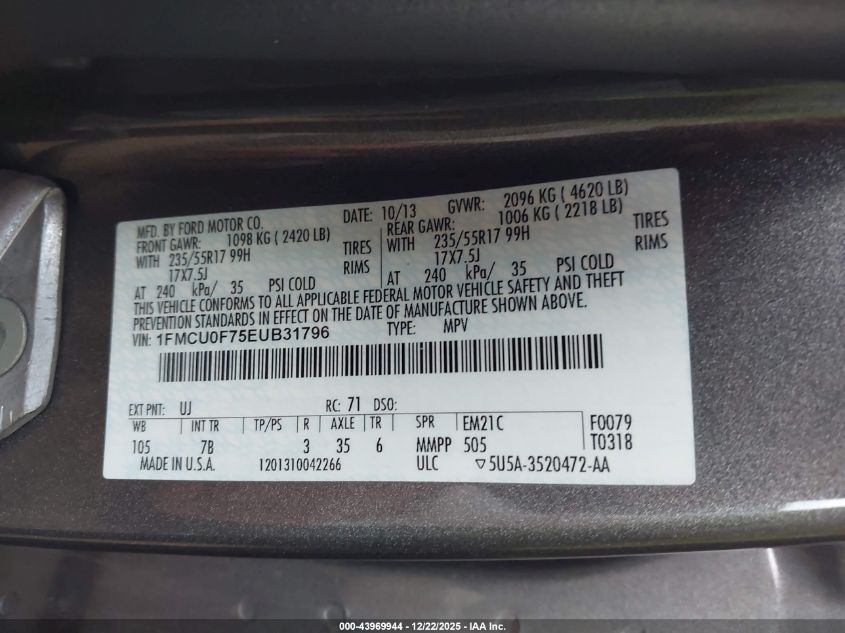 MFD. BY FORD MOTOR CO. DATE: 10/13 GVWR: 2096 KG ( 4620 LB)
FRONT GAWR: 1098 KG ( 2420 LB) REAR GAWR: 1006 KG ( 2218 LB)
WITH 235/55R17 99H TIRES WITH 235/55R17 99H TIRES
17X7.5J RIMS 17X7.5J RIMS
AT 240 kPa/ 35 PSI COLD AT 240 kPa/ 35 PSI COLD
THIS VEHICLE CONFORMS TO ALL APPLICABLE FEDERAL MOTOR VEHICLE SAFETY AND THEFT
PREVENTION STANDARDS IN EFFECT ON THE DATE OF MANUFACTURE SHOWN ABOVE.
VIN: 1FMCU0F75EUB31796 TYPE: MPV
EXT PNT: UJ RC: 71 DSO:
WB INT TR TP/PS R AXLE TR SPR EM21C F0079
105 7B 3 35 6 MMPP 505 T0318
MADE IN U.S.A. 1201310042266 ULC ▽5U5A-3520472-AA
000-43969944 - 12/22/2025 - IAA Inc.